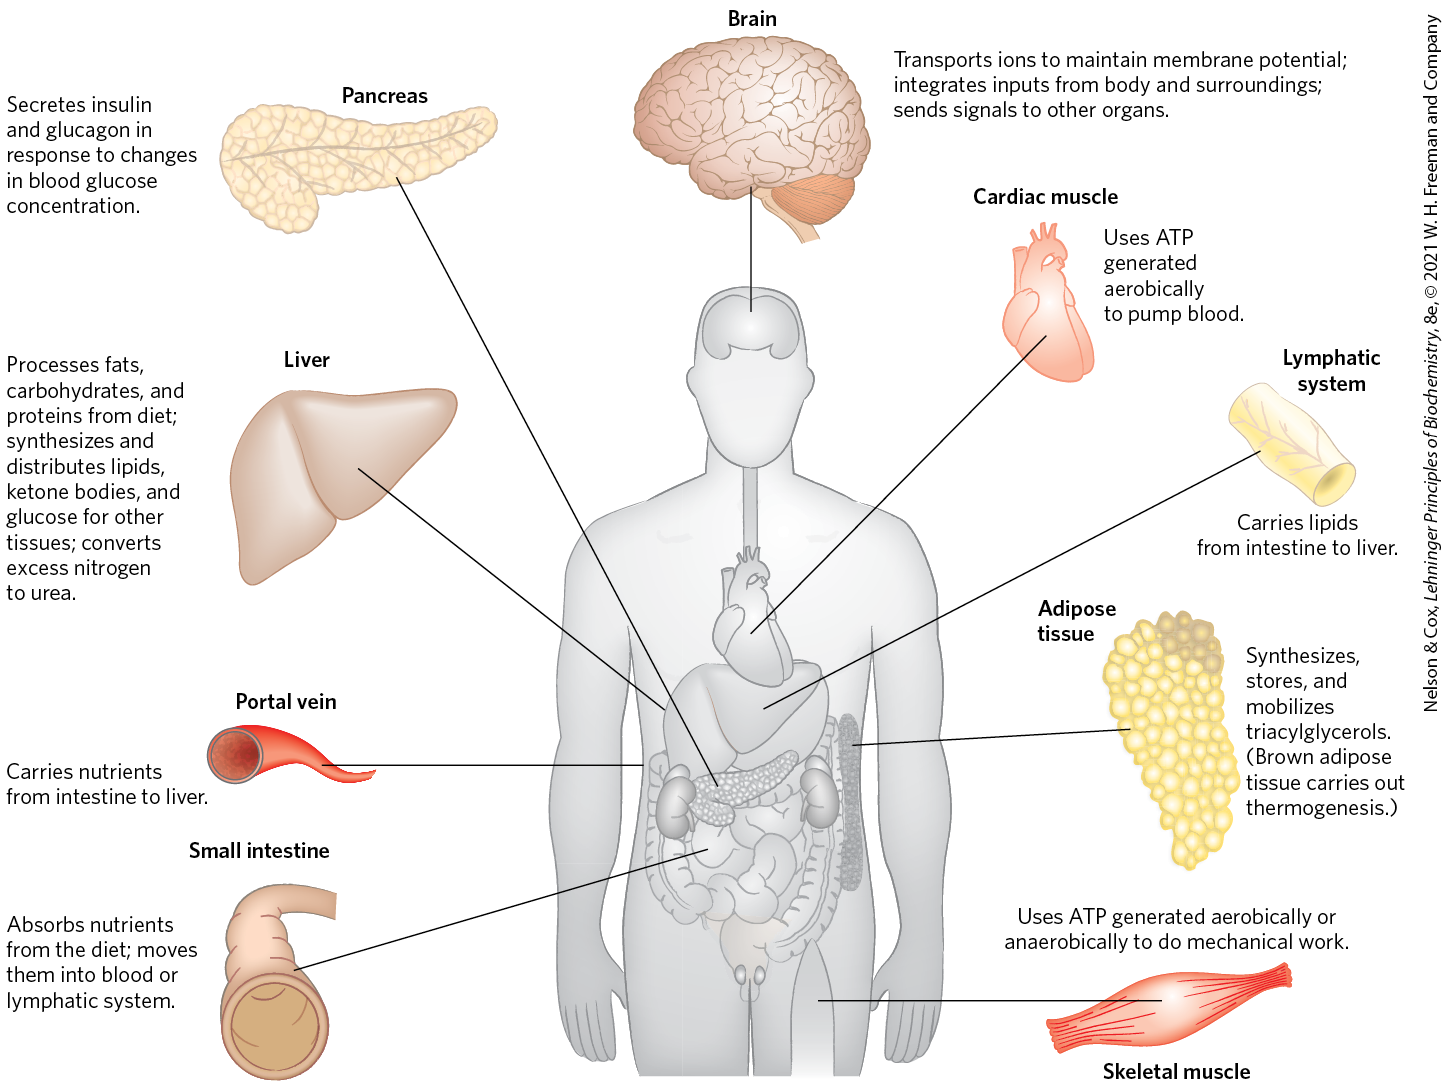 Brain
Transports ions to maintain membrane potential;
integrates inputs from body and surroundings;
sends signals to other organs.
Pancreas
Secretes insulin
and glucagon in
response to changes
in blood glucose
concentration.
Cardiac muscle
Uses ATP
generated
aerobically
to pump blood.
Liver
Processes fats,
carbohydrates, and
proteins from diet;
synthesizes and
distributes lipids,
ketone bodies, and
glucose for other
tissues; converts
excess nitrogen
to urea.
Lymphatic
system
Carries lipids
from intestine to liver.
Adipose
tissue
Synthesizes,
stores, and
mobilizes
triacylglycerols.
(Brown adipose
tissue carries out
thermogenesis.)
Portal vein
Carries nutrients
from intestine to liver.
Small intestine
Absorbs nutrients
from the diet; moves
them into blood or
lymphatic system.
Uses ATP generated aerobically or
anaerobically to do mechanical work.
Skeletal muscle
Nelson & Cox, Lehninger Principles of Biochemistry, 8e, © 2021 W. H. Freeman and Company